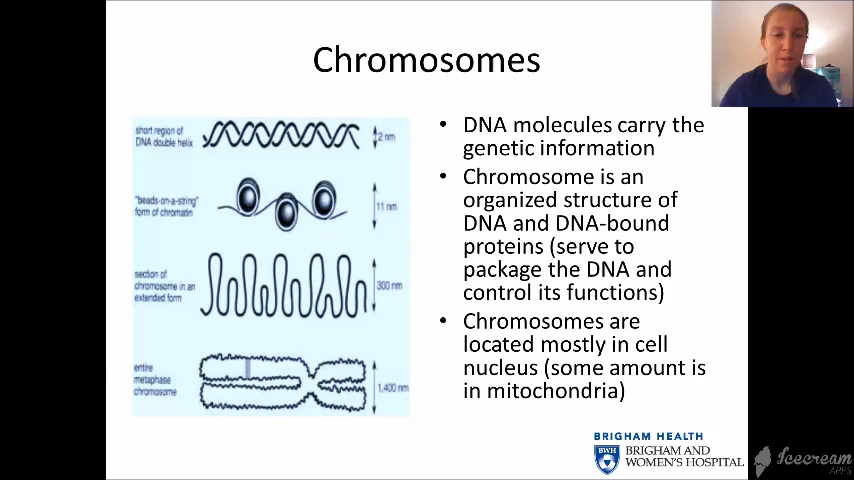 Chromosomes
short region of
DNA double helix
2 nm
"beads-on-a-string"
form of chromatin
11 nm
section of
chromosome in an
extended form
300 nm
entire
metaphase
chromosome
1,400 nm
• DNA molecules carry the
genetic information
• Chromosome is an
organized structure of
DNA and DNA-bound
proteins (serve to
package the DNA and
control its functions)
• Chromosomes are
located mostly in cell
nucleus (some amount is
in mitochondria)
BRIGHAM HEALTH
BWH
BRIGHAM AND
WOMEN'S HOSPITAL
Icecream
APPS